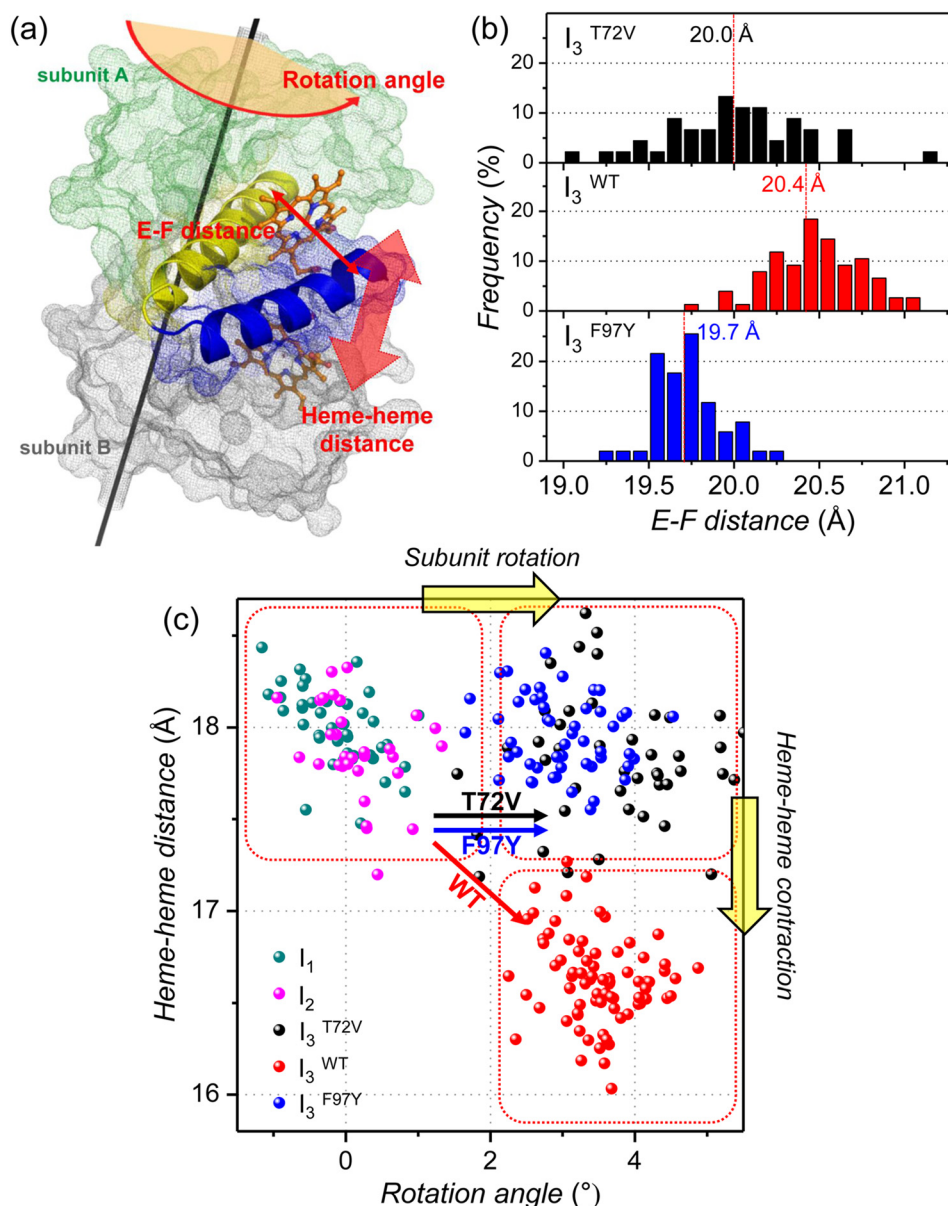 (a)
subunit A
Rotation angle
E-F distance
Heme-heme
distance
subunit B
(b)
I₃ T72V
20.0 Å
20
10
0
I₃ WT
20.4 Å
20
10
0
I₃ F97Y
19.7 Å
20
10
0
Frequency (%)
19.0 19.5 20.0 20.5 21.0
E-F distance (Å)
Subunit rotation
(c)
18
17
16
Heme-heme distance (Å)
T72V
F97Y
WT
Heme-heme contraction
I₁
I₂
I₃ T72V
I₃ WT
I₃ F97Y
0 2 4
Rotation angle (°)